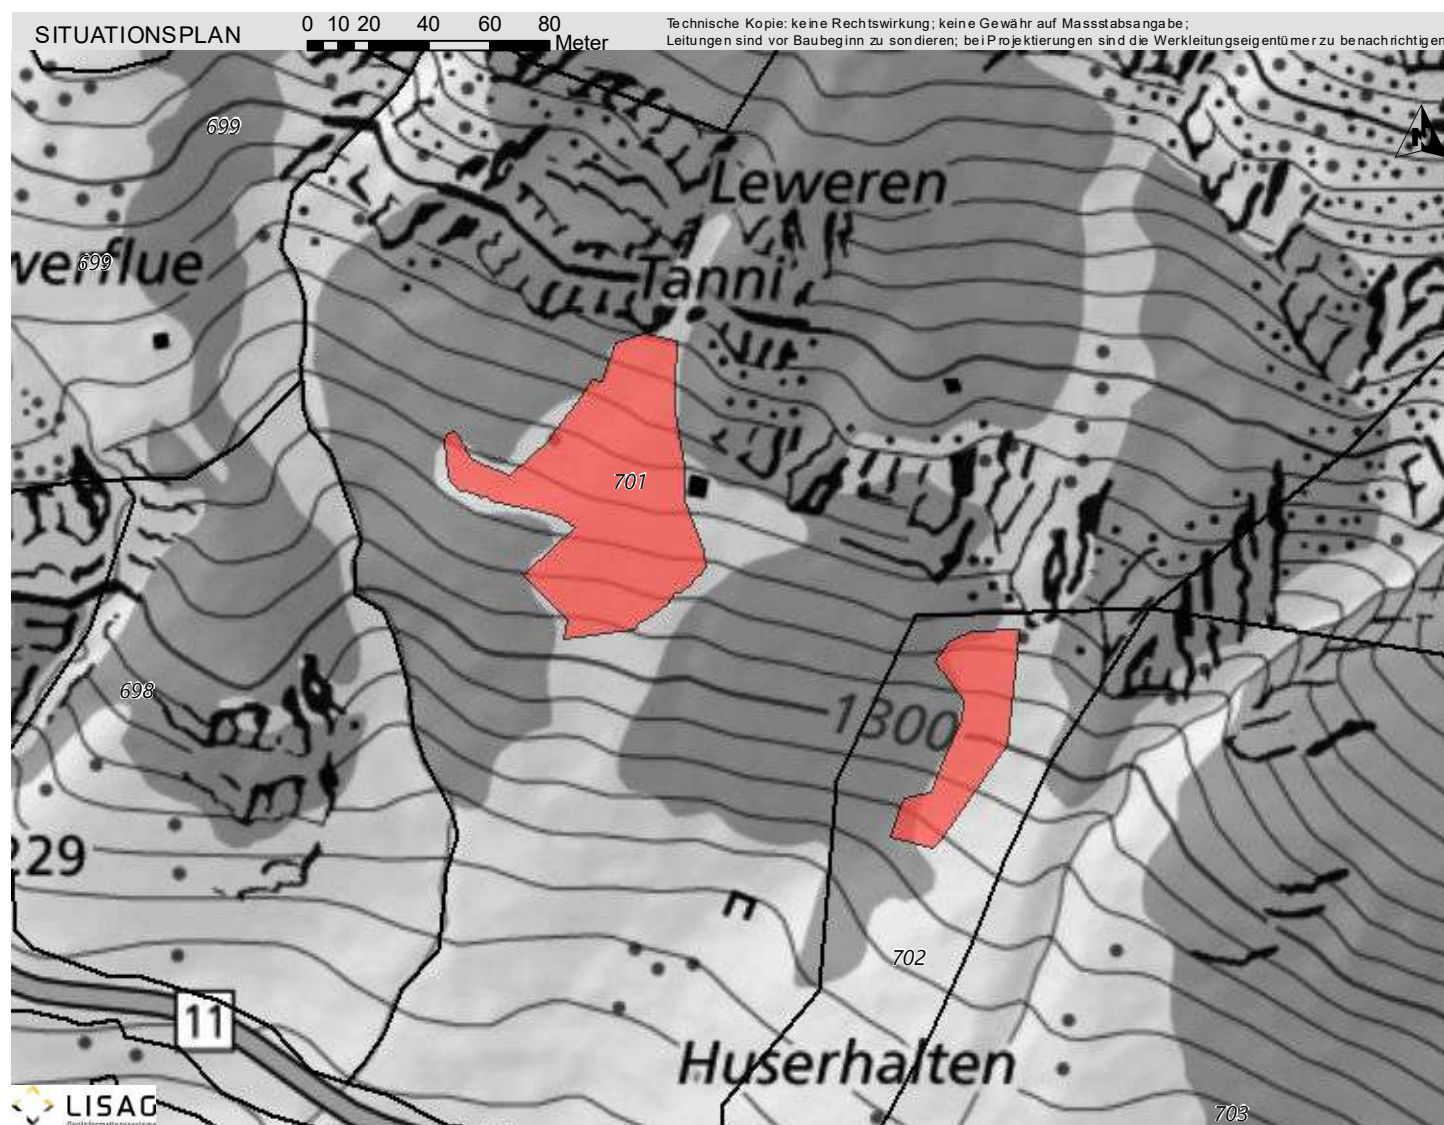 SITUATIONSPLAN
0 10 20 40 60 80 Meter
Technische Kopie: keine Rechtswirkung; keine Gewähr auf Massstabsangabe;
Leitungen sind vor Baubeginn zu sondieren; bei Projektierungen sind die Werkleitungseigentümer zu benachrichtigen
699
N
Leweren
werflue
699
Tanni
701
698
1300
229
702
11
Huserhalten
LISAG
703